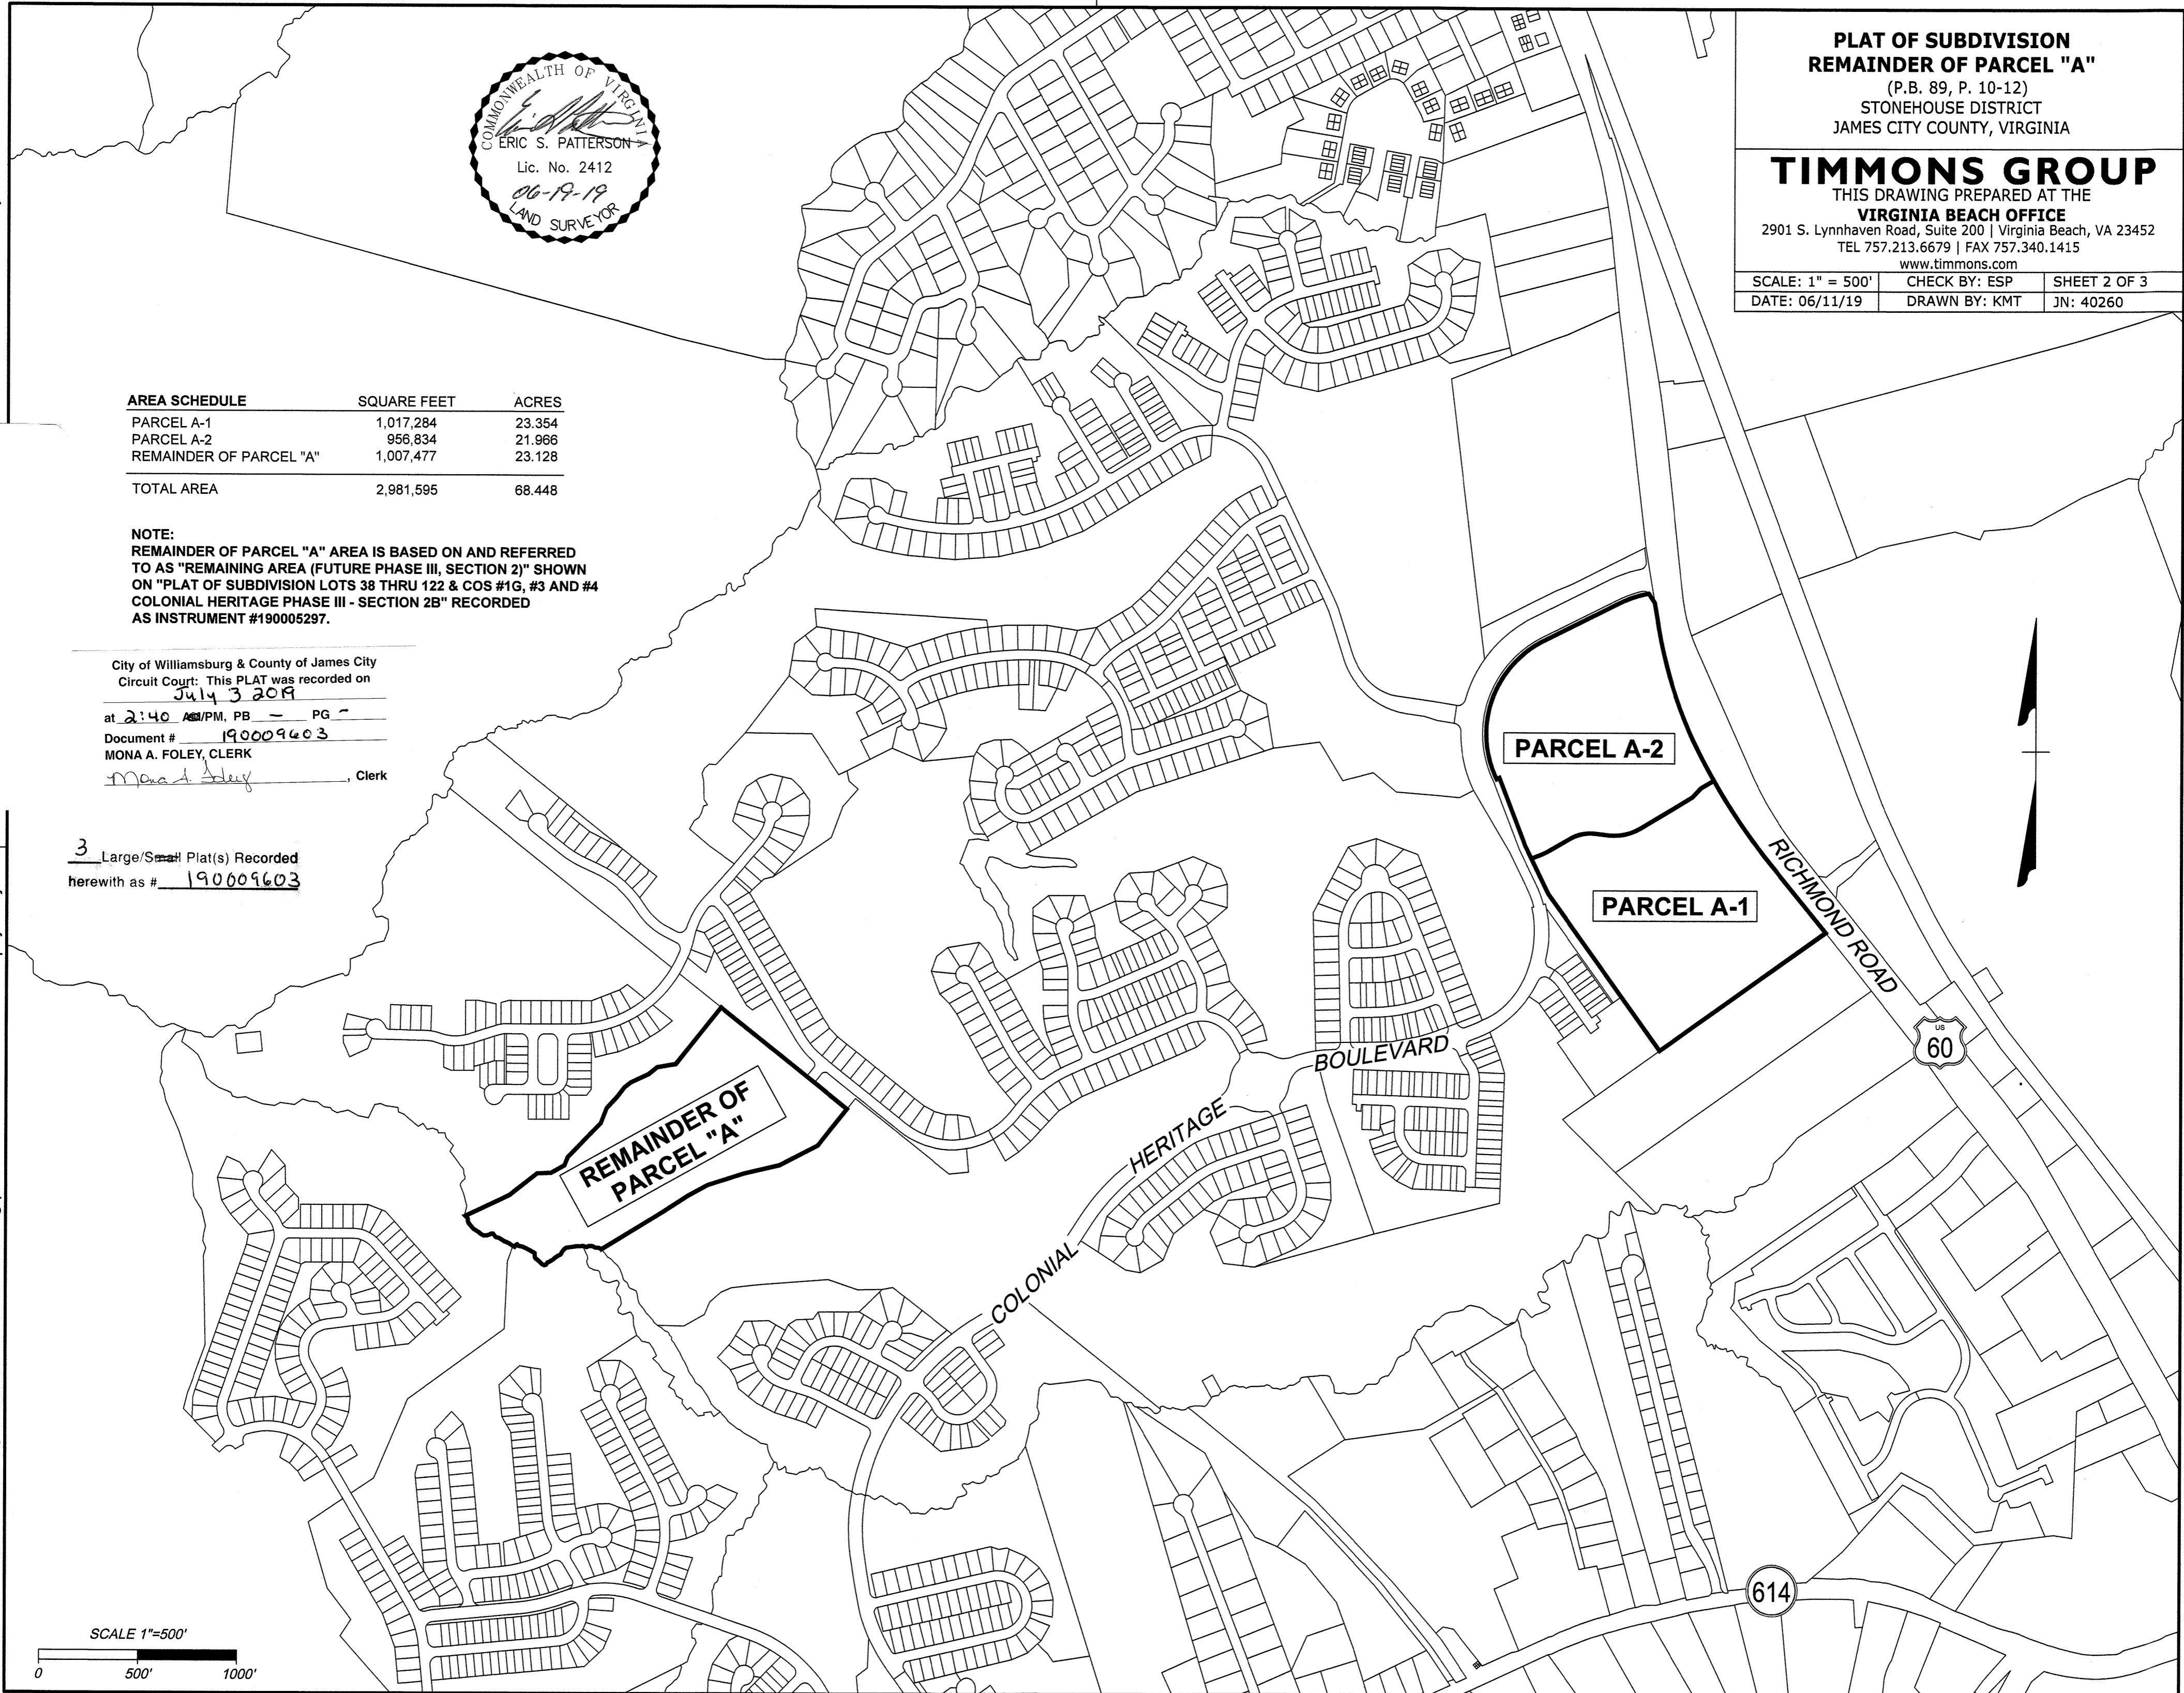 PLAT OF SUBDIVISION
REMAINDER OF PARCEL "A"
(P.B. 89, P. 10-12)
STONEHOUSE DISTRICT
JAMES CITY COUNTY, VIRGINIA
TIMMONS GROUP
THIS DRAWING PREPARED AT THE
VIRGINIA BEACH OFFICE
2901 S. Lynnhaven Road, Suite 200 | Virginia Beach, VA 23452
TEL 757.213.6679 | FAX 757.340.1415
www.timmons.com
SCALE: 1" = 500' CHECK BY: ESP SHEET 2 OF 3
DATE: 06/11/19 DRAWN BY: KMT JN: 40260
COMMONWEALTH OF VIRGINIA
ERIC S. PATTERSON
Lic. No. 2412
06-19-19
LAND SURVEYOR
AREA SCHEDULE SQUARE FEET ACRES
PARCEL A-1 1,017,284 23.354
PARCEL A-2 956,834 21.966
REMAINDER OF PARCEL "A" 1,007,477 23.128
TOTAL AREA 2,981,595 68.448
NOTE:
REMAINDER OF PARCEL "A" AREA IS BASED ON AND REFERRED
TO AS "REMAINING AREA (FUTURE PHASE III, SECTION 2)" SHOWN
ON "PLAT OF SUBDIVISION LOTS 38 THRU 122 & COS #1G, #3 AND #4
COLONIAL HERITAGE PHASE III - SECTION 2B" RECORDED
AS INSTRUMENT #190005297.
City of Williamsburg & County of James City
Circuit Court: This PLAT was recorded on
July 3 2019
at 2:40 AM/PM, PB — PG -
Document # 190009603
MONA A. FOLEY, CLERK
Mona A. Foley, Clerk
3 Large/Small Plat(s) Recorded
herewith as # 190009603
PARCEL A-2
PARCEL A-1
RICHMOND ROAD
US
60
BOULEVARD
HERITAGE
COLONIAL
REMAINDER OF
PARCEL "A"
614
SCALE 1"=500'
0 500' 1000'